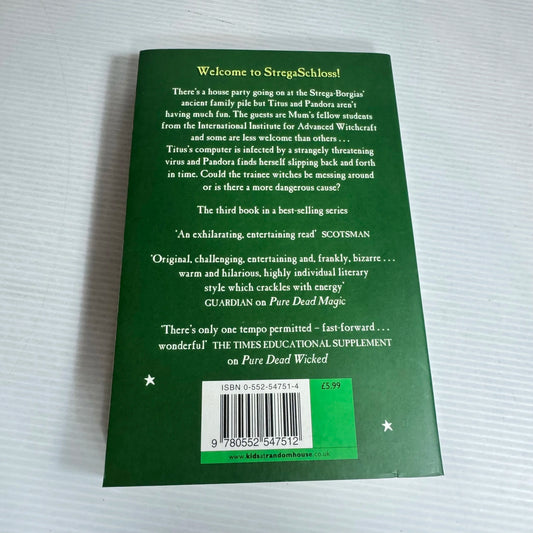 Welcome to StregaSchloss!
There's a house party going on at the Strega-Borgias'
ancient family pile but Titus and Pandora aren't
having much fun. The guests are Mum's fellow students
from the International Institute for Advanced Witchcraft
and some are less welcome than others . . .
Titus's computer is infected by a strangely threatening
virus and Pandora finds herself slipping back and forth
in time. Could the trainee witches be messing around
or is there a more dangerous cause?
The third book in a best-selling series
'An exhilarating, entertaining read' SCOTSMAN
'Original, challenging, entertaining and, frankly, bizarre . . .
warm and hilarious, highly individual literary
style which crackles with energy'
GUARDIAN on Pure Dead Magic
'There's only one tempo permitted – fast-forward . . .
wonderful' THE TIMES EDUCATIONAL SUPPLEMENT
on Pure Dead Wicked
ISBN 0-552-54751-4
£5.99
9 780552 547512
www.kidsatrandomhouse.co.uk